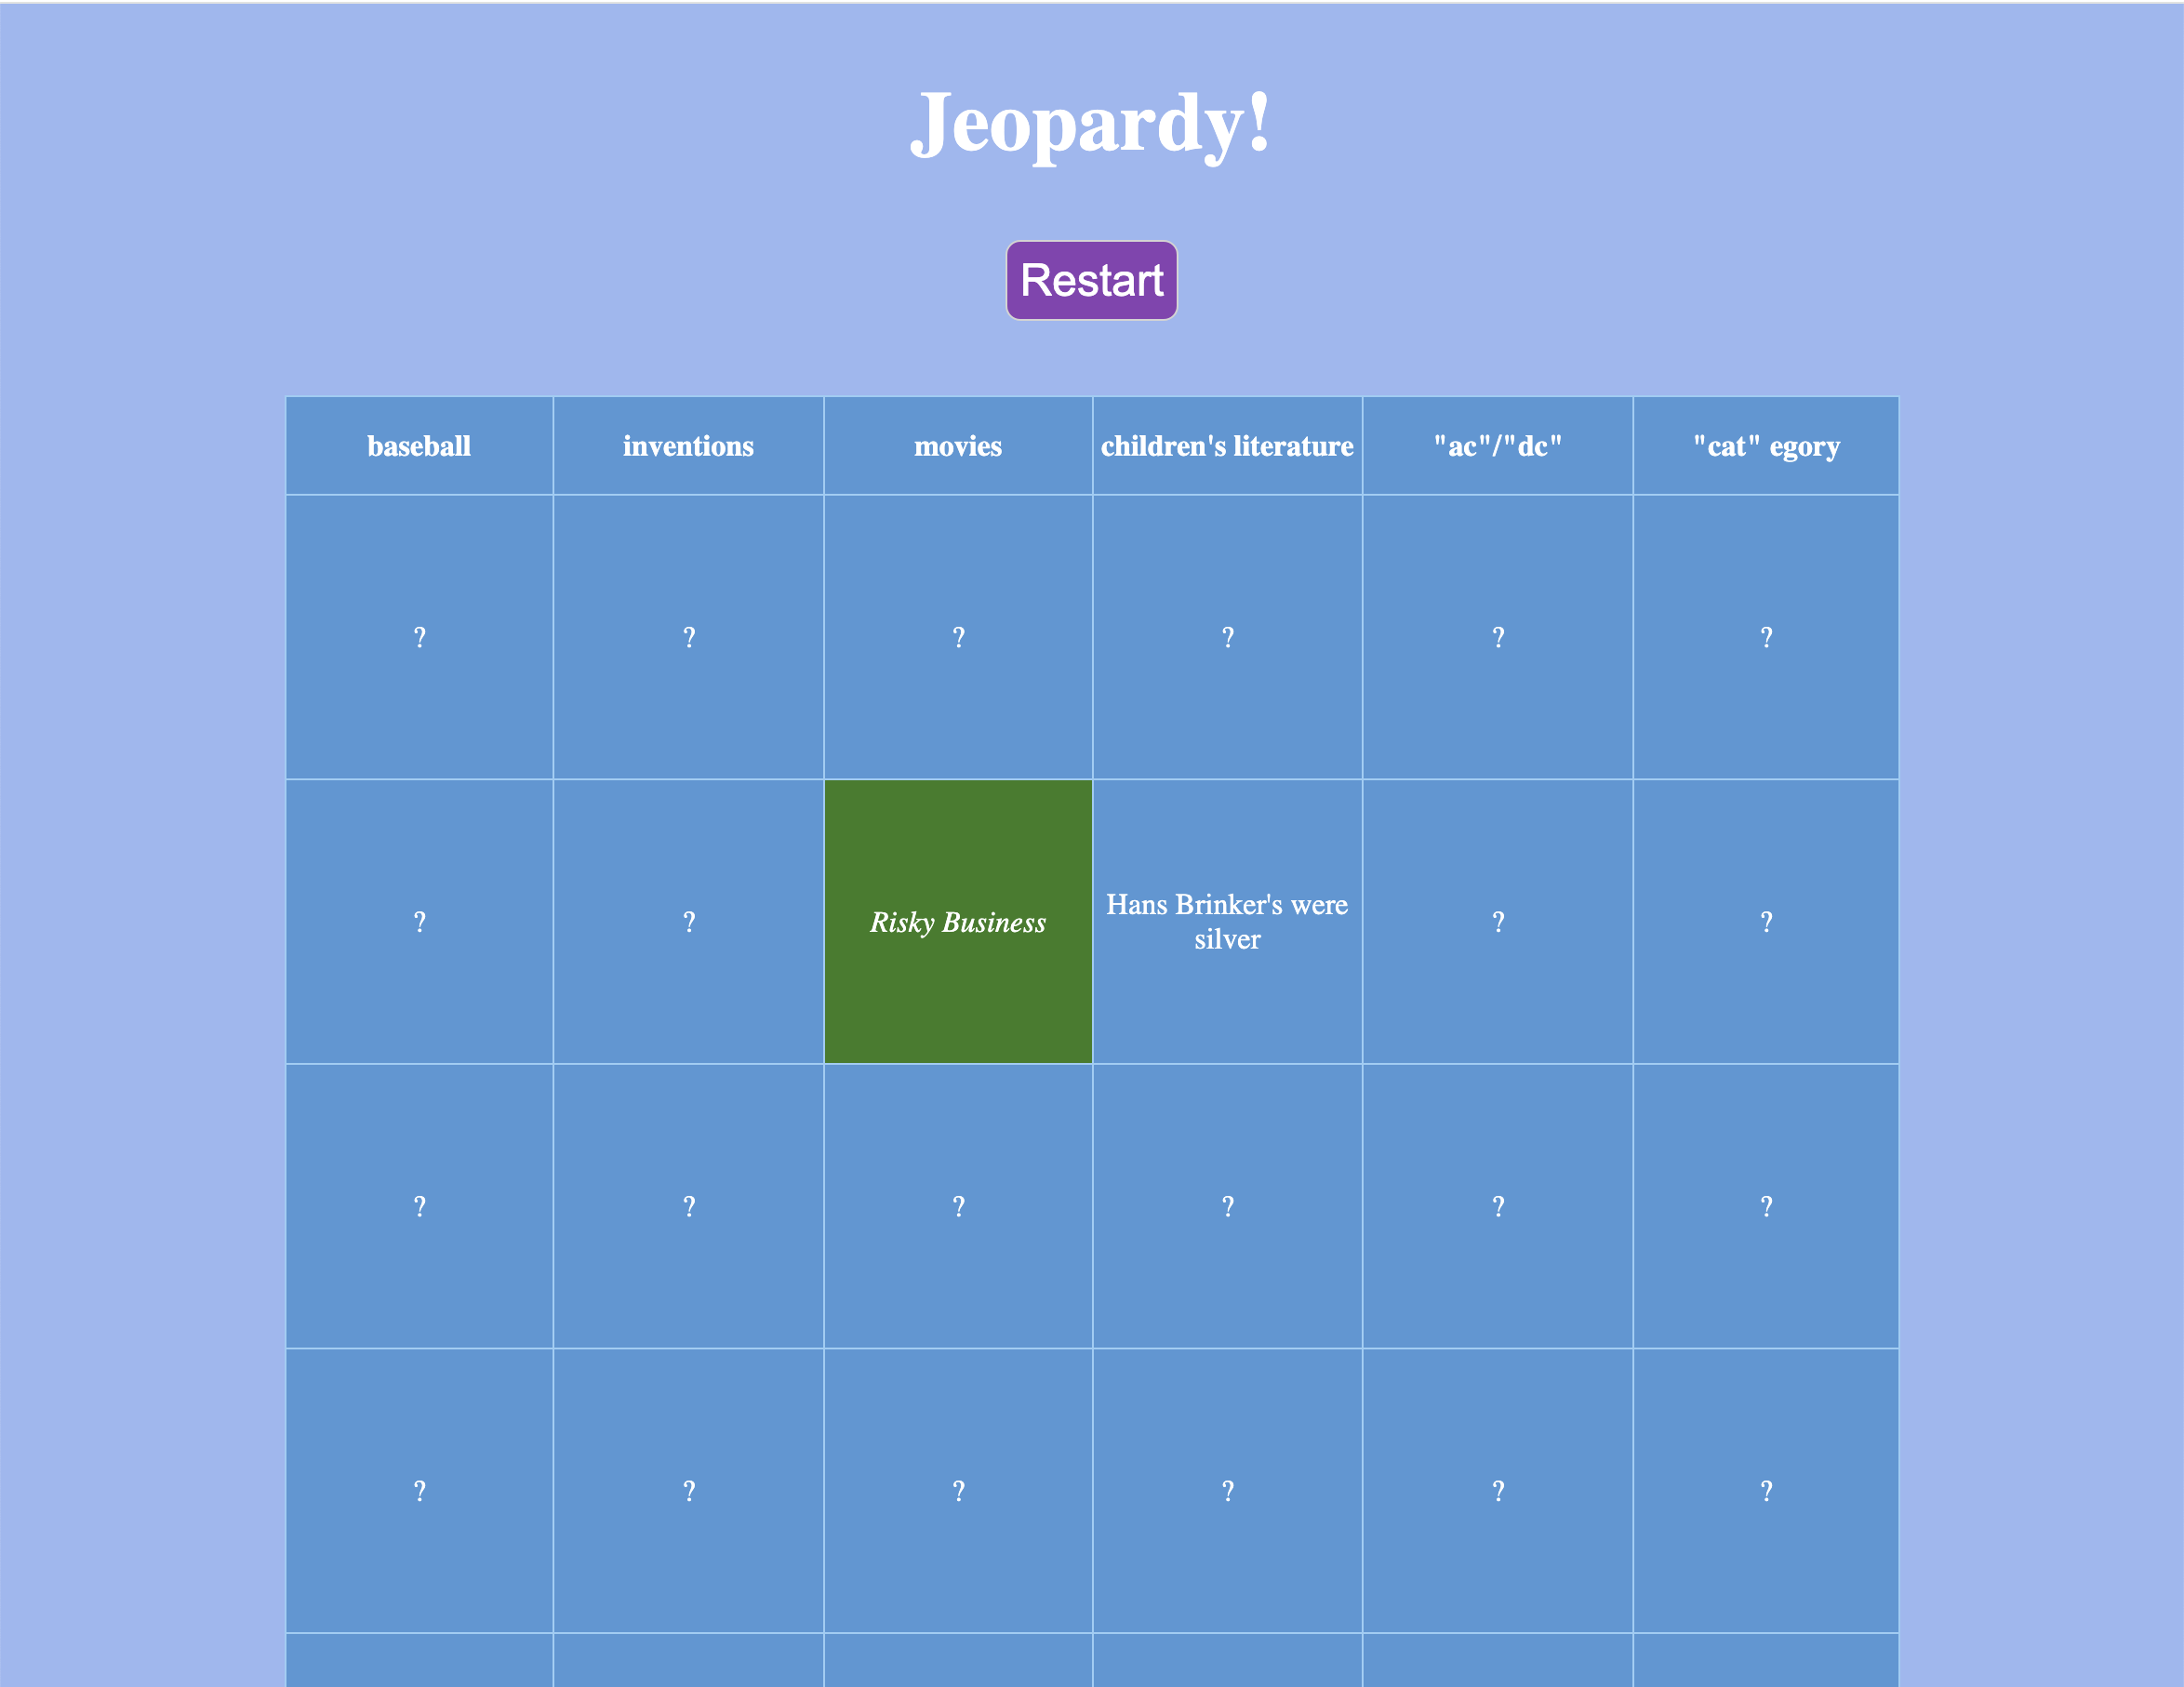 Jeopardy!
Restart
baseball inventions movies children's literature "ac"/"dc" "cat" egory
? ? ? ? ? ?
? ? Risky Business Hans Brinker's were
silver ? ?
? ? ? ? ? ?
? ? ? ? ? ?